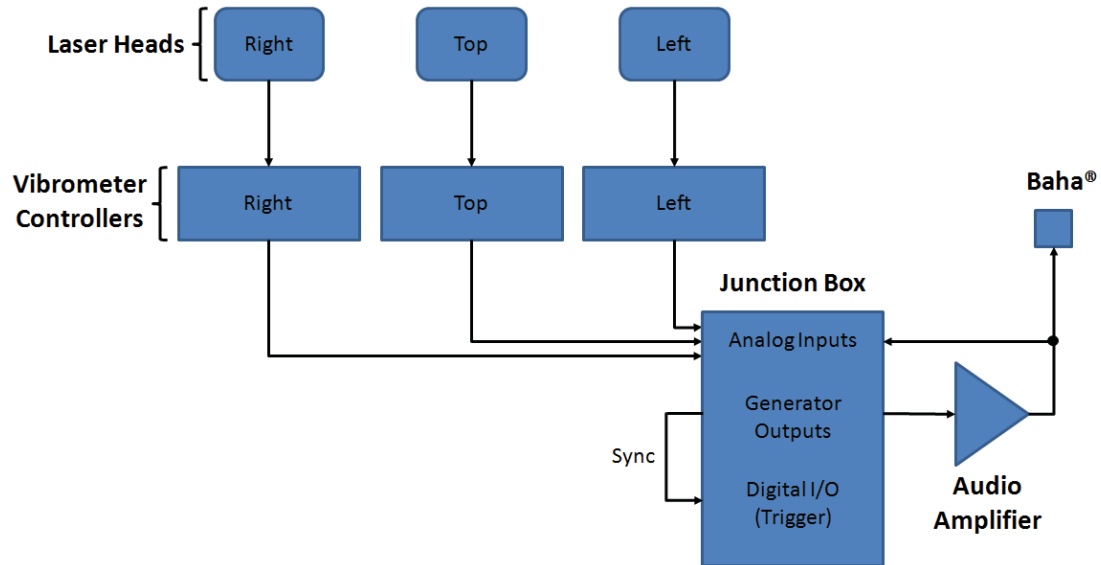 Laser Heads
Right
Top
Left
Vibrometer
Controllers
Right
Top
Left
Baha®
Junction Box
Analog Inputs
Generator
Outputs
Sync
Digital I/O
(Trigger)
Audio
Amplifier